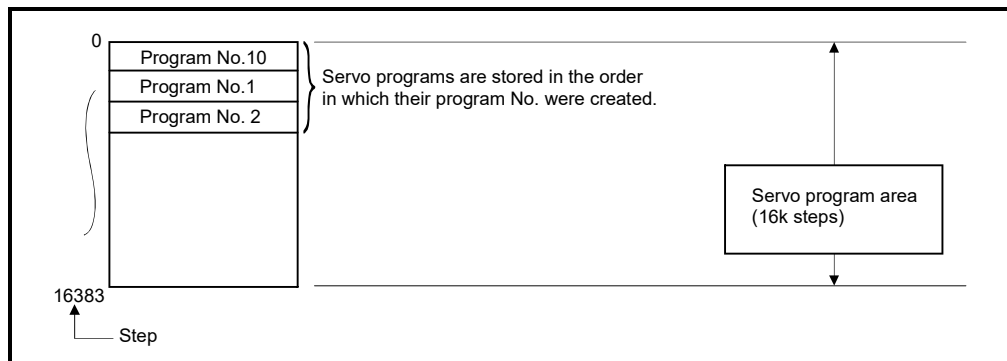 0
Program No.10
Program No.1
Program No. 2
Servo programs are stored in the order
in which their program No. were created.
Servo program area
(16k steps)
16383
Step